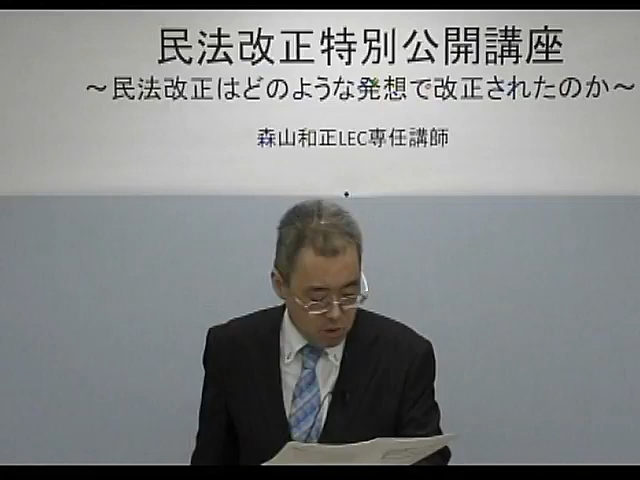 民法改正特別公開講座
～民法改正はどのような発想で改正されたのか～
森山和正LEC専任講師